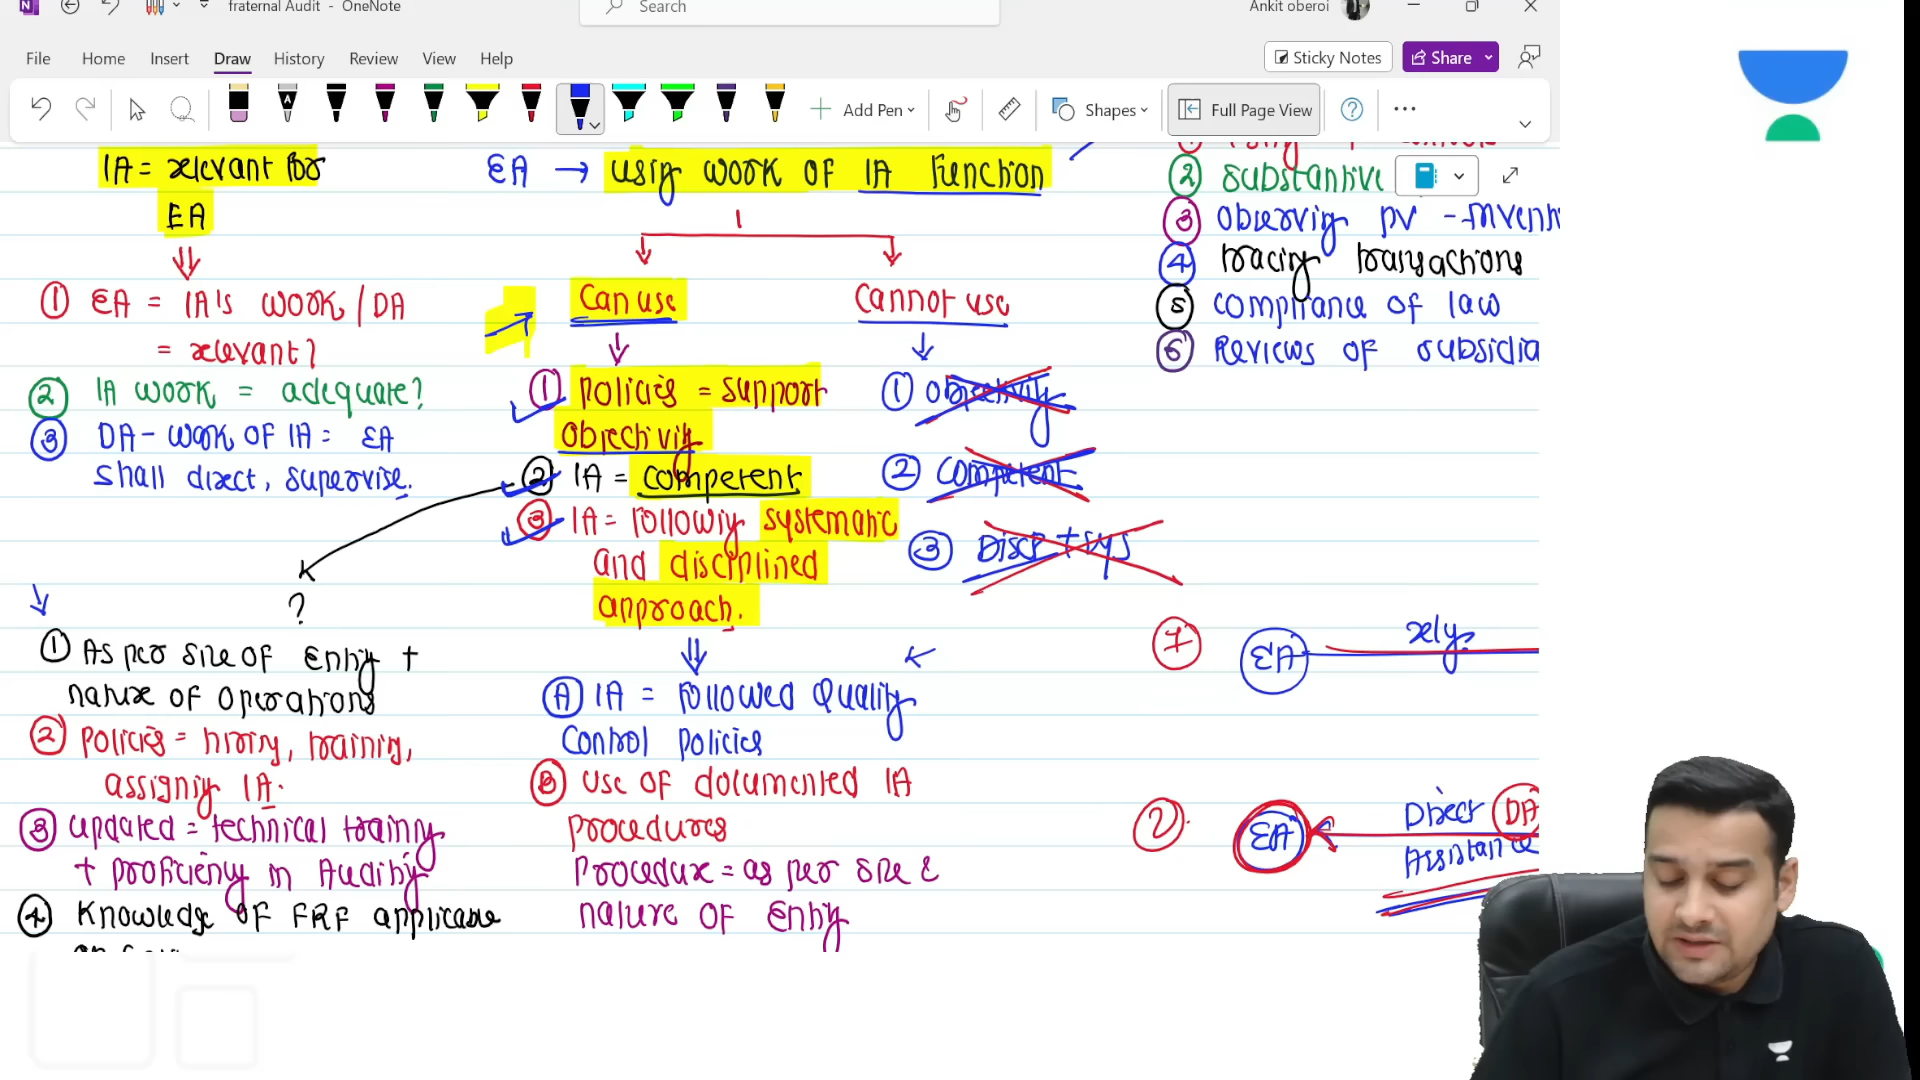 fraternal Audit - OneNote
Search
Ankit oberoi
File Home Insert Draw History Review View Help
Sticky Notes
Share
Add Pen
Shapes
Full Page View
IA = relevant for
EA
① EA = IA's work / DA
= relevant?
② IA work = adequate?
③ DA - work of IA = EA
shall direct, supervise.
EA → using work of IA Function
Can use
① Policies = support
objectivity
② IA = competent
③ IA = Following systematic
and disciplined
approach.
Cannot use
① Objectivity
② Competent
③ Disc + sys
?
① As per size of Entity +
nature of operations
② Policies = hiring, training,
assigning IA.
③ updated = technical training
+ proficiency in Auditing
④ Knowledge of FRF applicable
Ⓐ IA = Followed Quality
Control Policies
Ⓑ Use of documented IA
Procedures
Procedure = as per size &
nature of Entity
② substantive
③ observing PV - Invent
④ tracing transactions
⑤ compliance of law
⑥ Reviews of subsidia
① EA rely
② EA Direct DA
Assistance